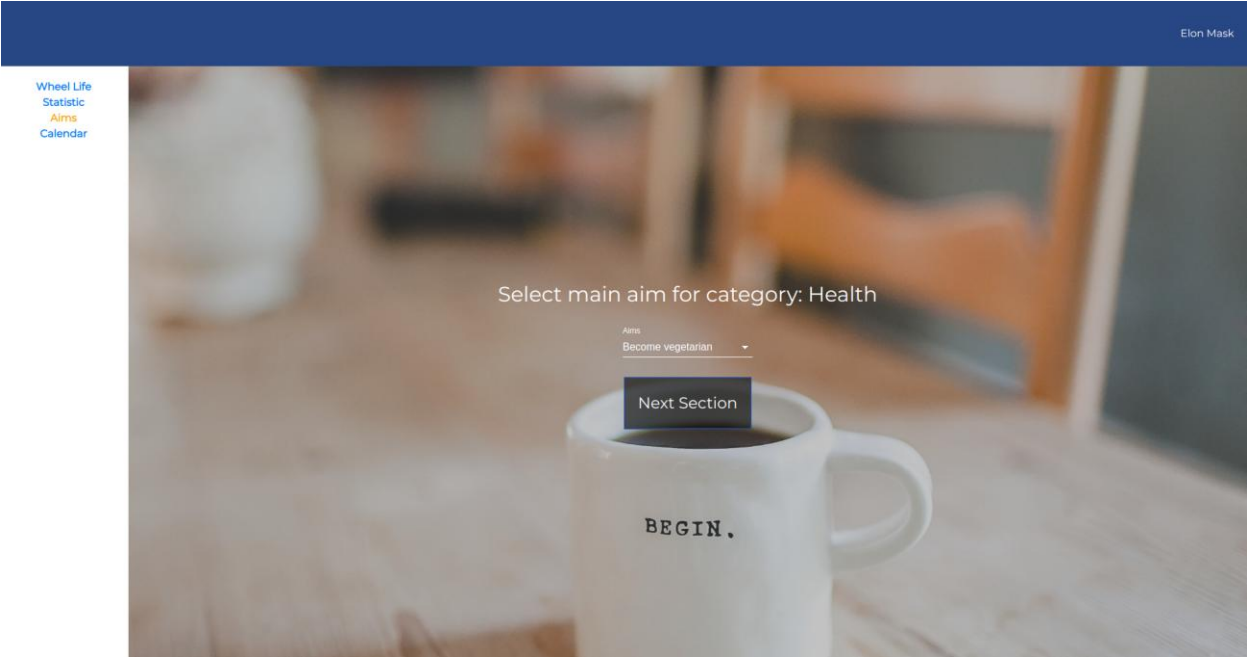 Elon Mask
Wheel Life
Statistic
Aims
Calendar
Select main aim for category: Health
Aims
Become vegetarian
Next Section
BEGIN.